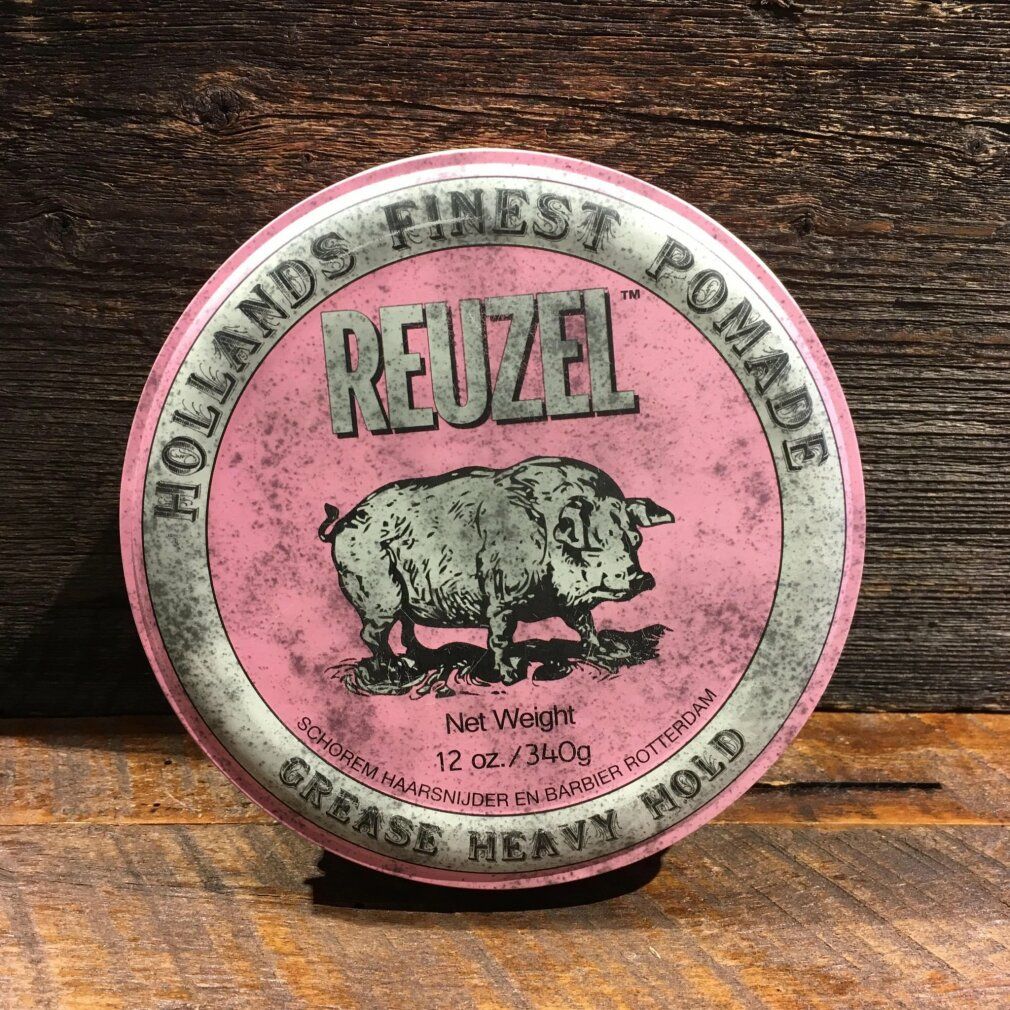 HOLLANDS FINEST POMADE
REUZEL™
Net Weight
12 oz./340g
SCHOREM HAARSNIJDER EN BARBIER ROTTERDAM
GREASE HEAVY HOLD